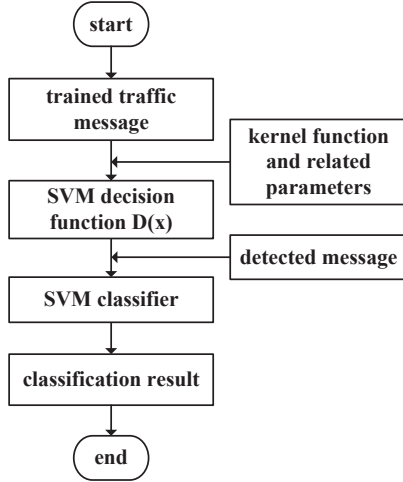 start
trained traffic
message
kernel function
and related
parameters
SVM decision
function D(x)
detected message
SVM classifier
classification result
end